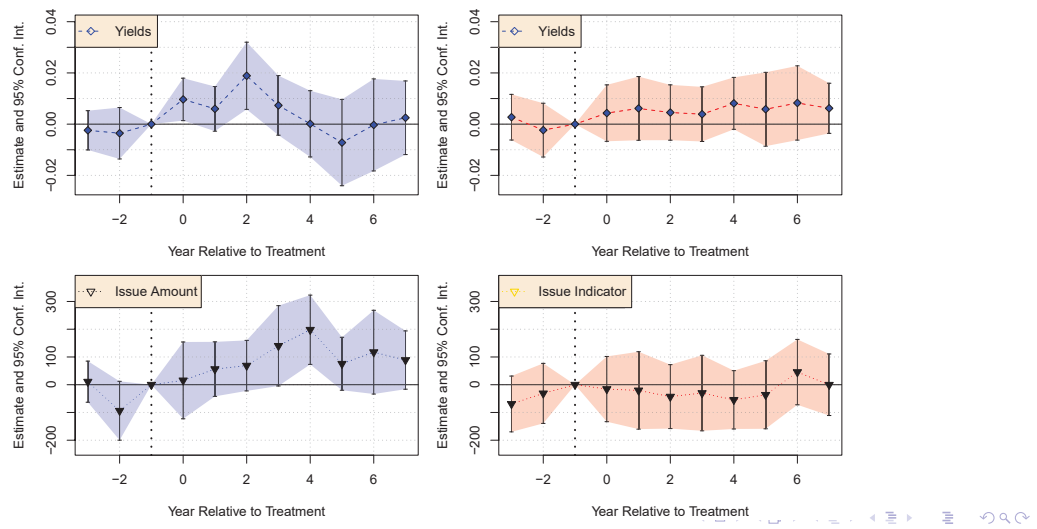 Yields
Estimate and 95% Conf. Int.
0.04
0.02
0.00
−0.02
−2 0 2 4 6
Year Relative to Treatment
Yields
Estimate and 95% Conf. Int.
0.04
0.02
0.00
−0.02
−2 0 2 4 6
Year Relative to Treatment
Issue Amount
Estimate and 95% Conf. Int.
300
100
0
−200
−2 0 2 4 6
Year Relative to Treatment
Issue Indicator
Estimate and 95% Conf. Int.
300
100
0
−200
−2 0 2 4 6
Year Relative to Treatment